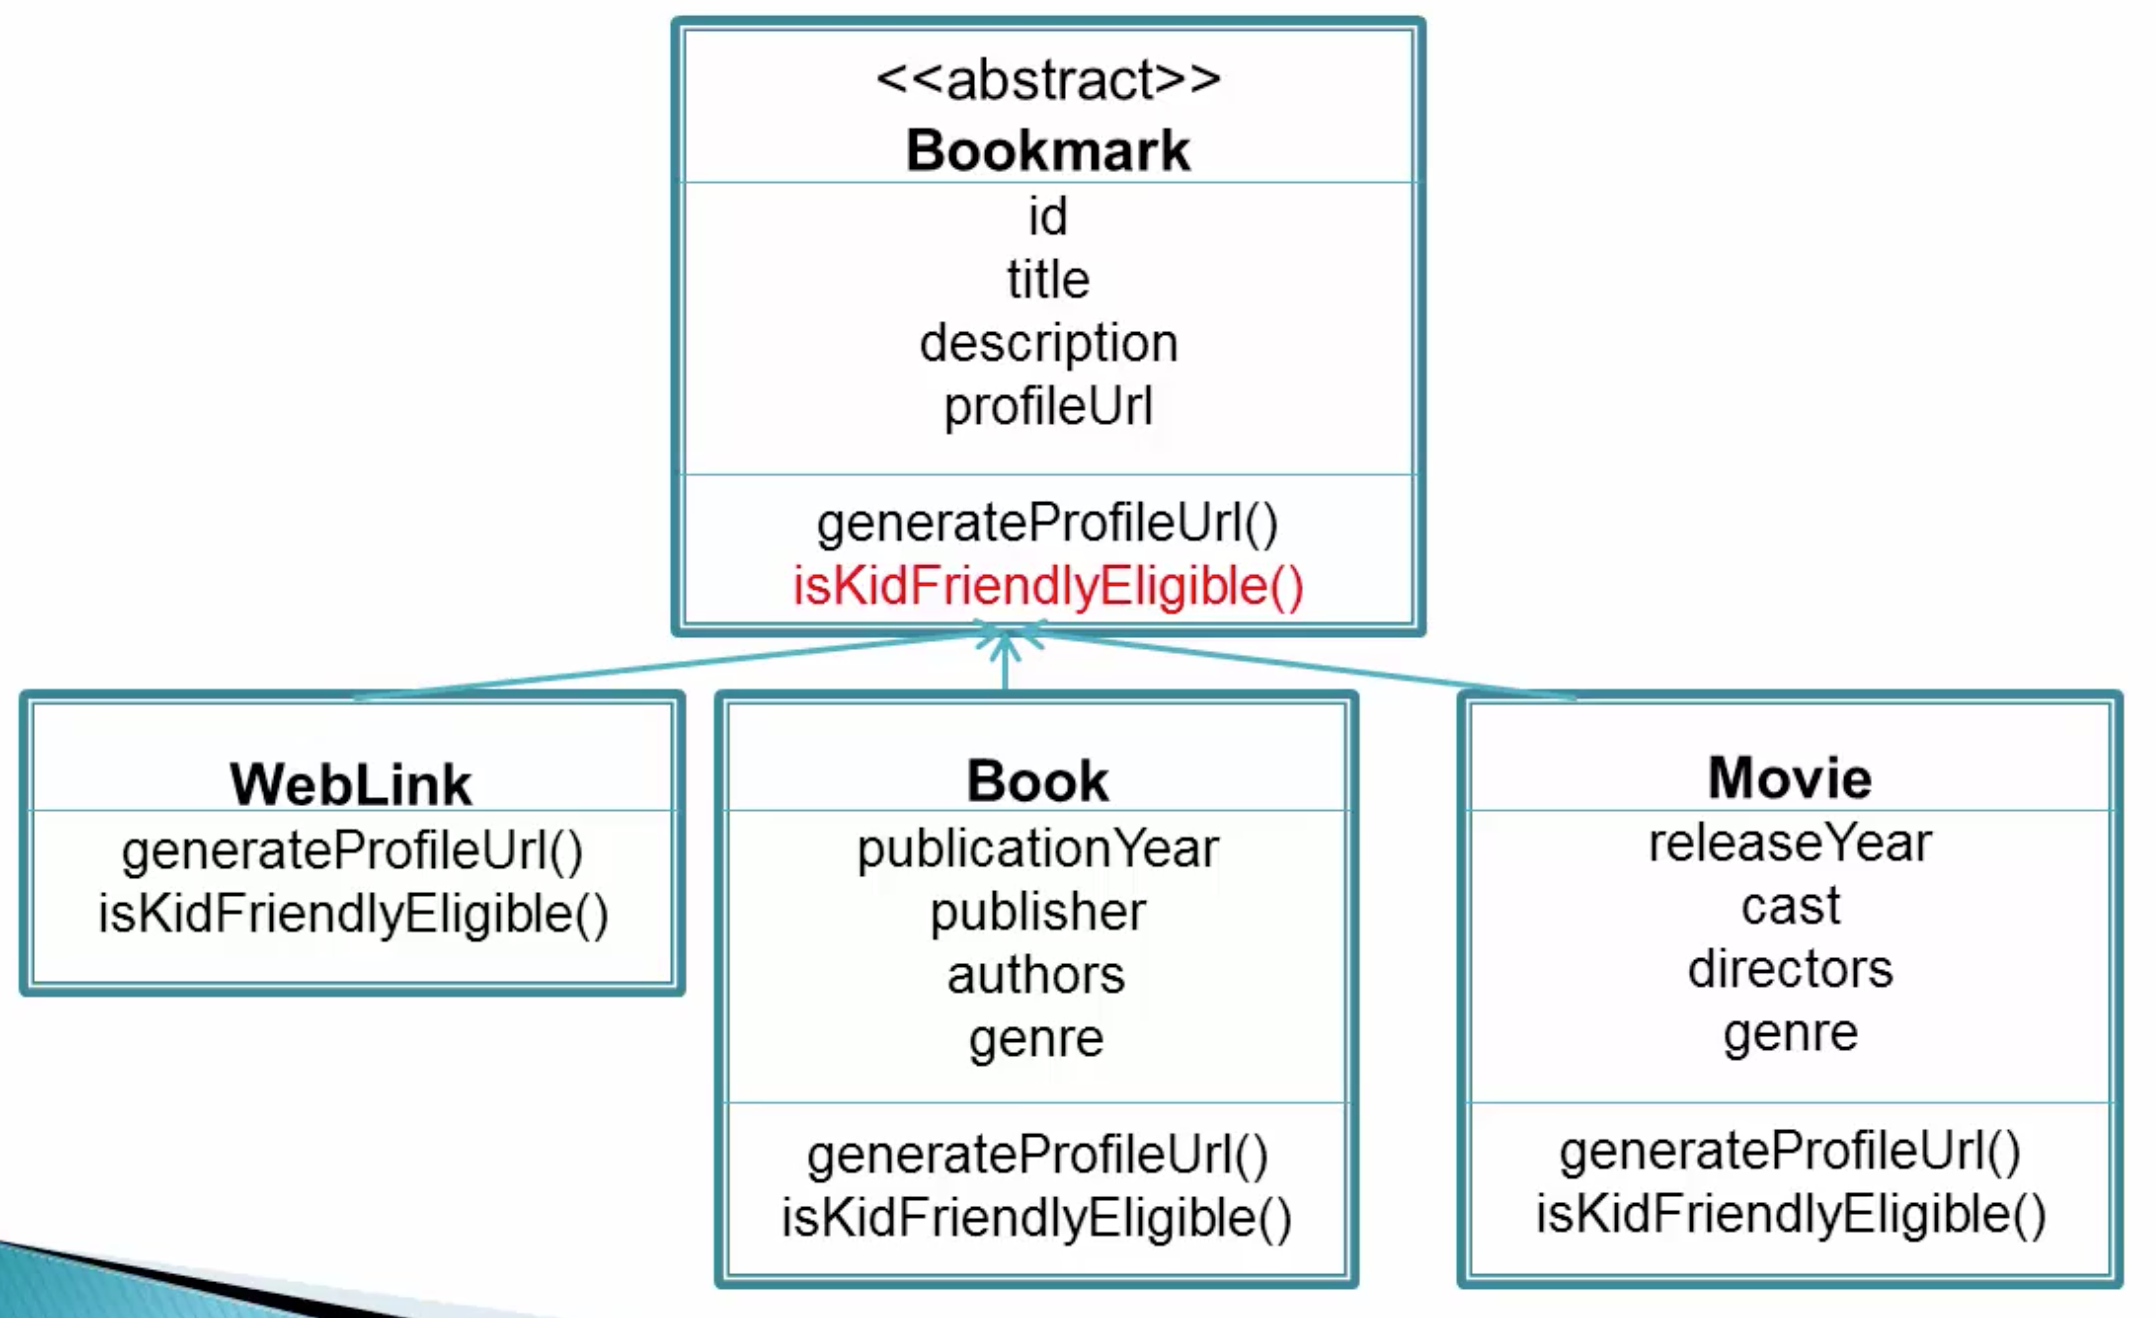 <<abstract>>
Bookmark
id
title
description
profileUrl
generateProfileUrl()
isKidFriendlyEligible()
WebLink
generateProfileUrl()
isKidFriendlyEligible()
Book
publicationYear
publisher
authors
genre
generateProfileUrl()
isKidFriendlyEligible()
Movie
releaseYear
cast
directors
genre
generateProfileUrl()
isKidFriendlyEligible()